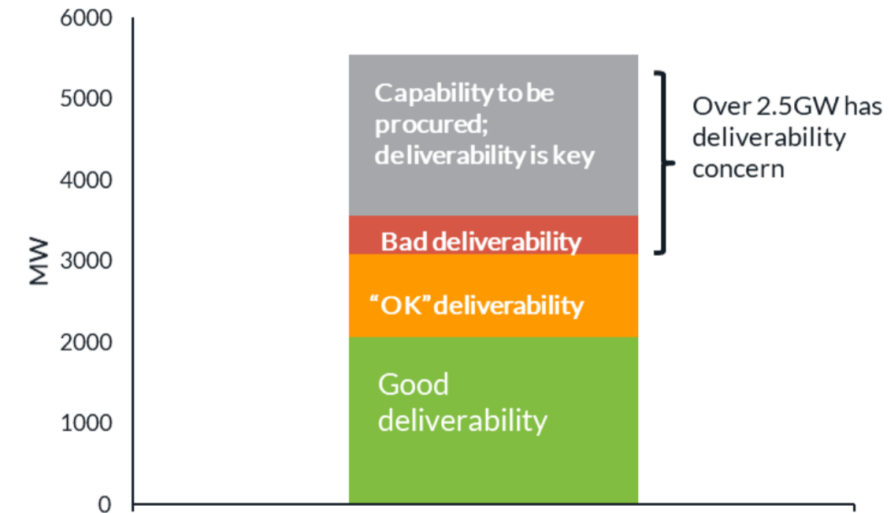 6000
5000
4000
3000
2000
1000
0
MW
Capability to be
procured;
deliverability is key
Bad deliverability
“OK” deliverability
Good
deliverability
Over 2.5GW has
deliverability
concern